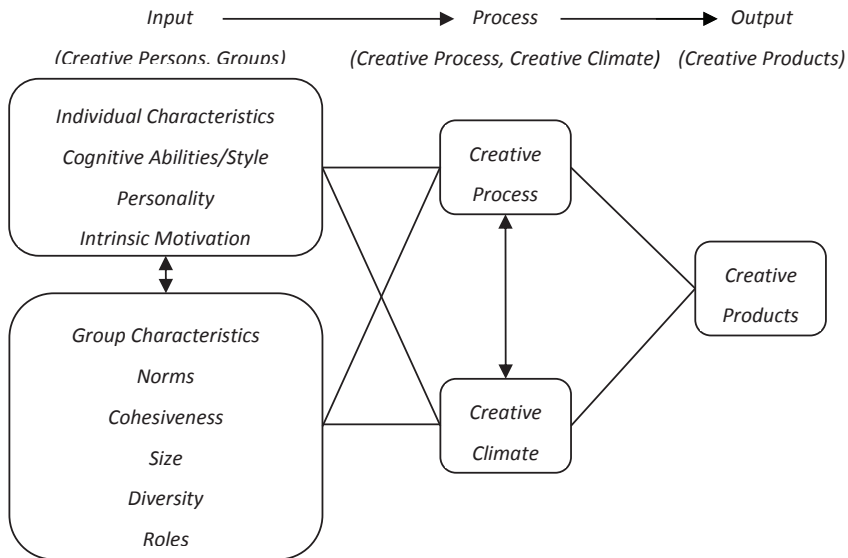 Input Process Output
(Creative Persons, Groups) (Creative Process, Creative Climate) (Creative Products)
Individual Characteristics
Cognitive Abilities/Style
Personality
Intrinsic Motivation
Group Characteristics
Norms
Cohesiveness
Size
Diversity
Roles
Creative
Process
Creative
Climate
Creative
Products